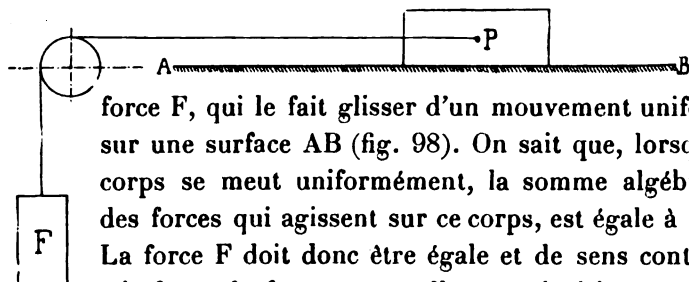 P
A B
force F, qui le fait glisser d'un mouvement unif
sur une surface AB (fig. 98). On sait que, lorsc
corps se meut uniformément, la somme algéb
des forces qui agissent sur ce corps, est égale à
F
La force F doit donc être égale et de sens cont